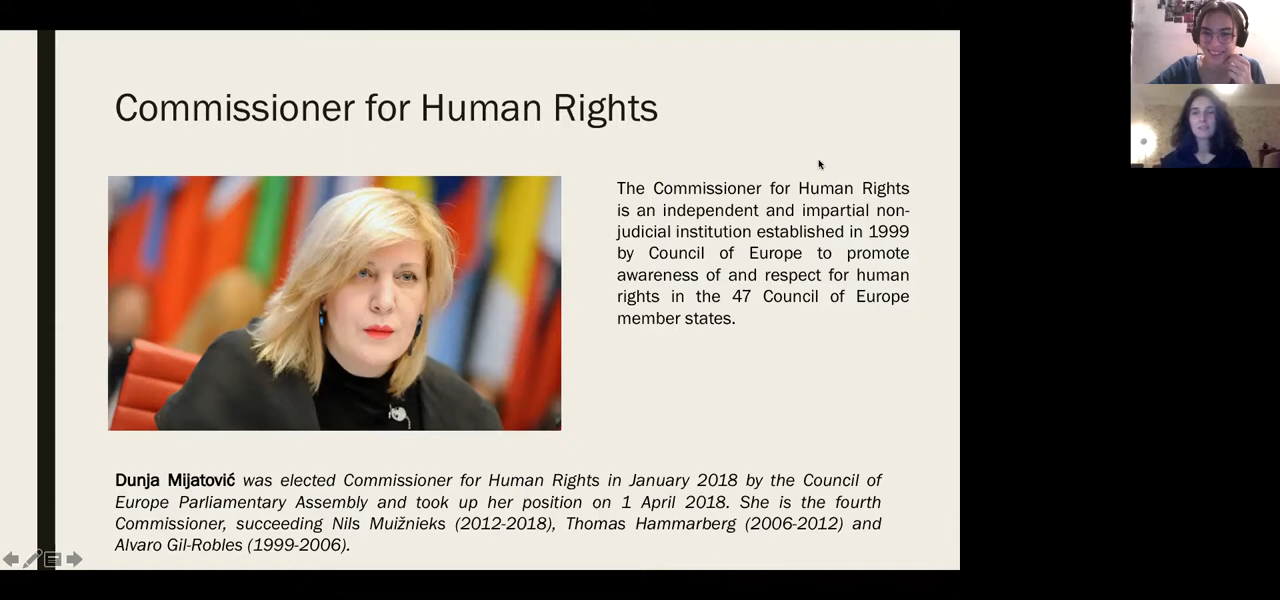 Commissioner for Human Rights
The Commissioner for Human Rights
is an independent and impartial non-
judicial institution established in 1999
by Council of Europe to promote
awareness of and respect for human
rights in the 47 Council of Europe
member states.
Dunja Mijatović was elected Commissioner for Human Rights in January 2018 by the Council of
Europe Parliamentary Assembly and took up her position on 1 April 2018. She is the fourth
Commissioner, succeeding Nils Muižnieks (2012-2018), Thomas Hammarberg (2006-2012) and
Alvaro Gil-Robles (1999-2006).